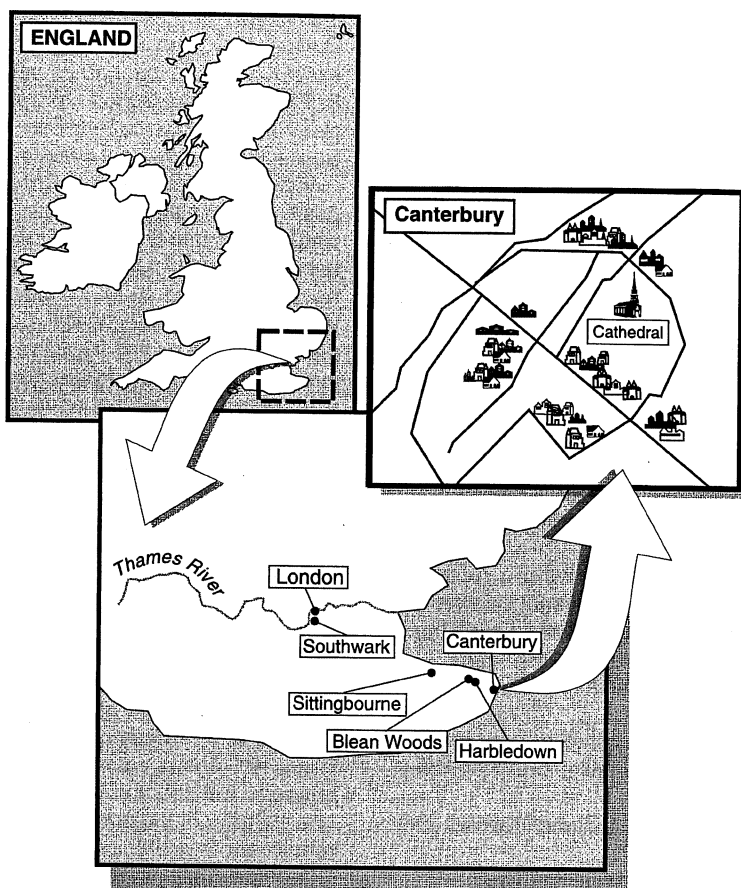 ENGLAND
Canterbury
Cathedral
Thames River
London
Southwark
Canterbury
Sittingbourne
Blean Woods
Harbledown